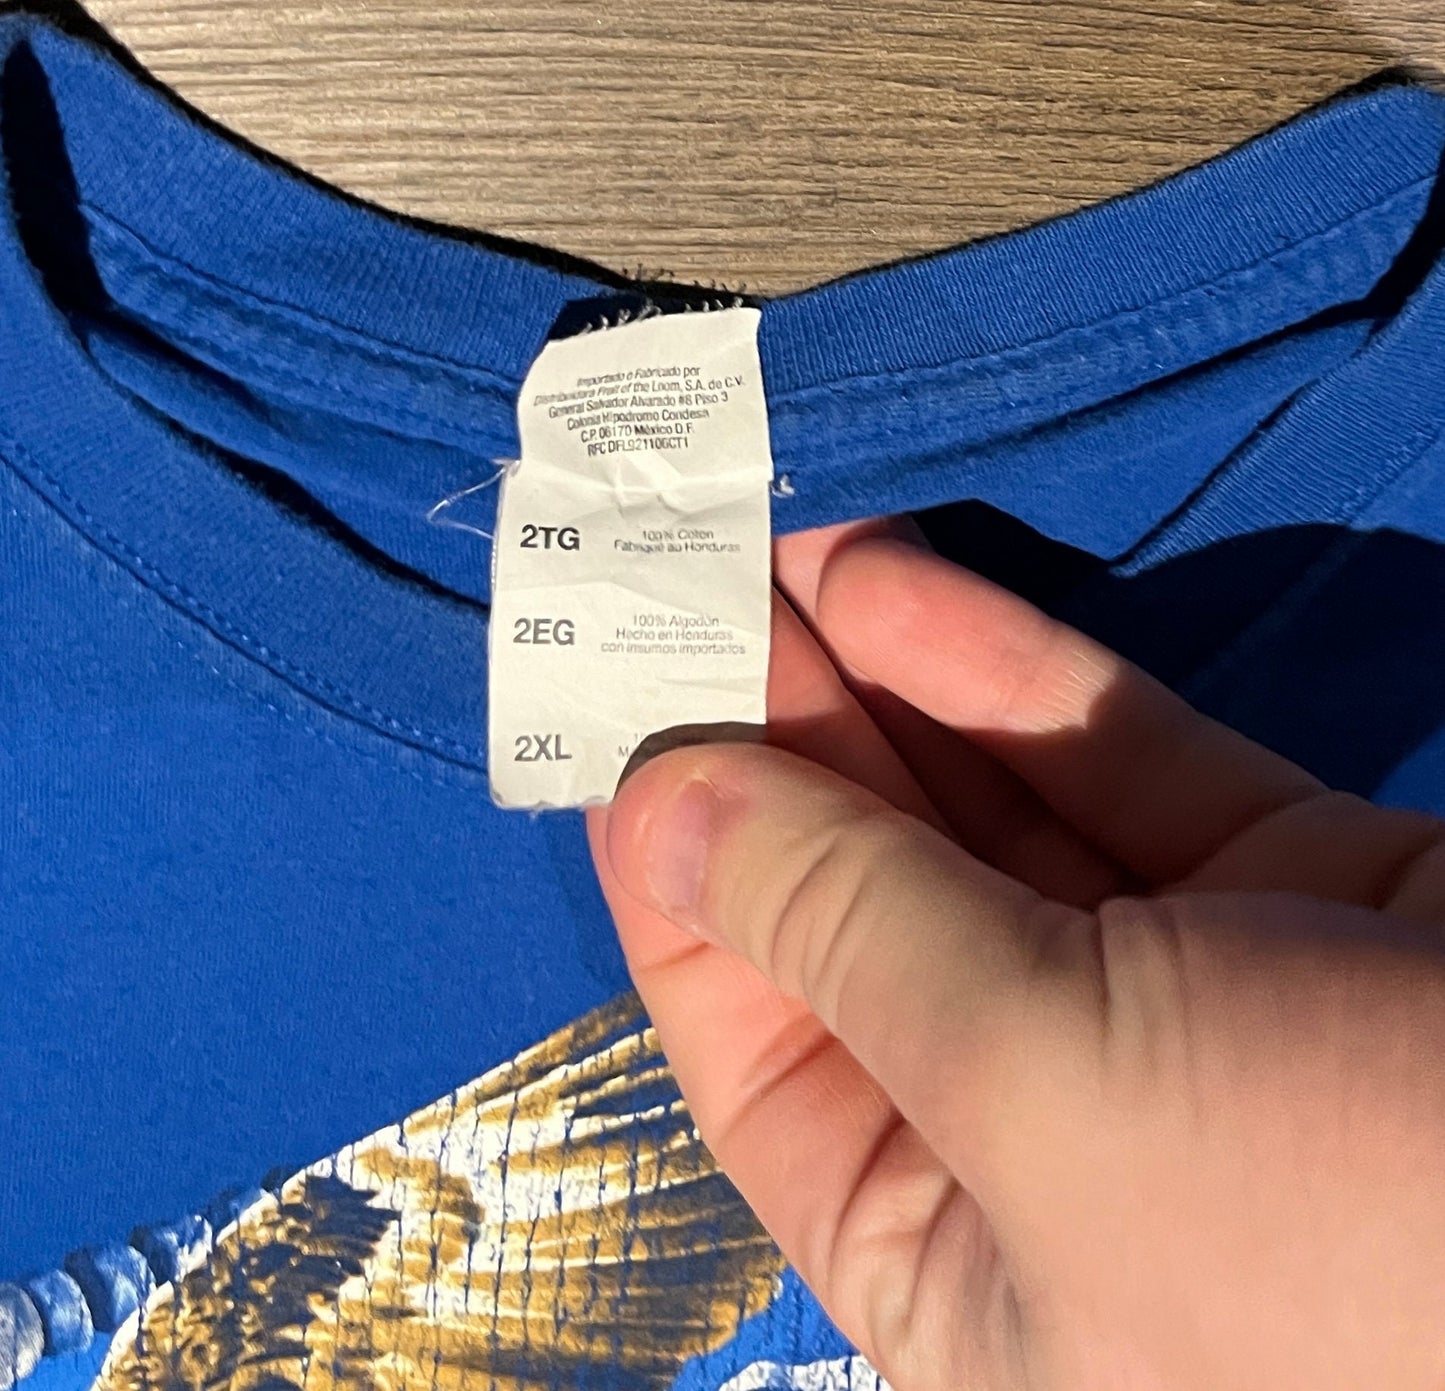 Importado o Fabricado por
Distribuidora Fruit of the Loom, S.A. de C.V.
General Salvador Alvarado #8 Piso 3
Colonia Hipodromo Condesa
C.P. 06170 México D.F.
RFC DFL921106CT1
2TG
100% Coton
Fabriqué au Honduras
2EG
100% Algodón
Hecho en Honduras
con insumos importados
2XL